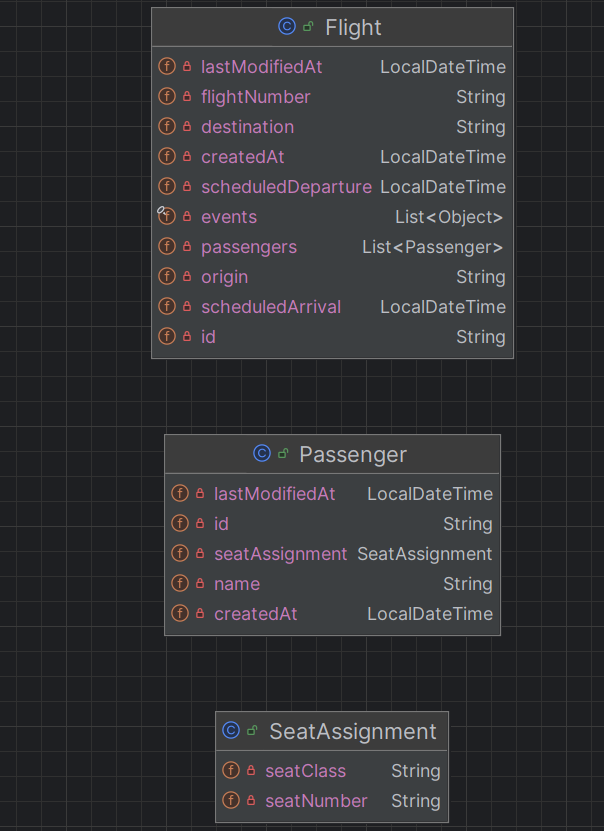 Flight
lastModifiedAt LocalDateTime
flightNumber String
destination String
createdAt LocalDateTime
scheduledDeparture LocalDateTime
events List<Object>
passengers List<Passenger>
origin String
scheduledArrival LocalDateTime
id String
Passenger
lastModifiedAt LocalDateTime
id String
seatAssignment SeatAssignment
name String
createdAt LocalDateTime
SeatAssignment
seatClass String
seatNumber String